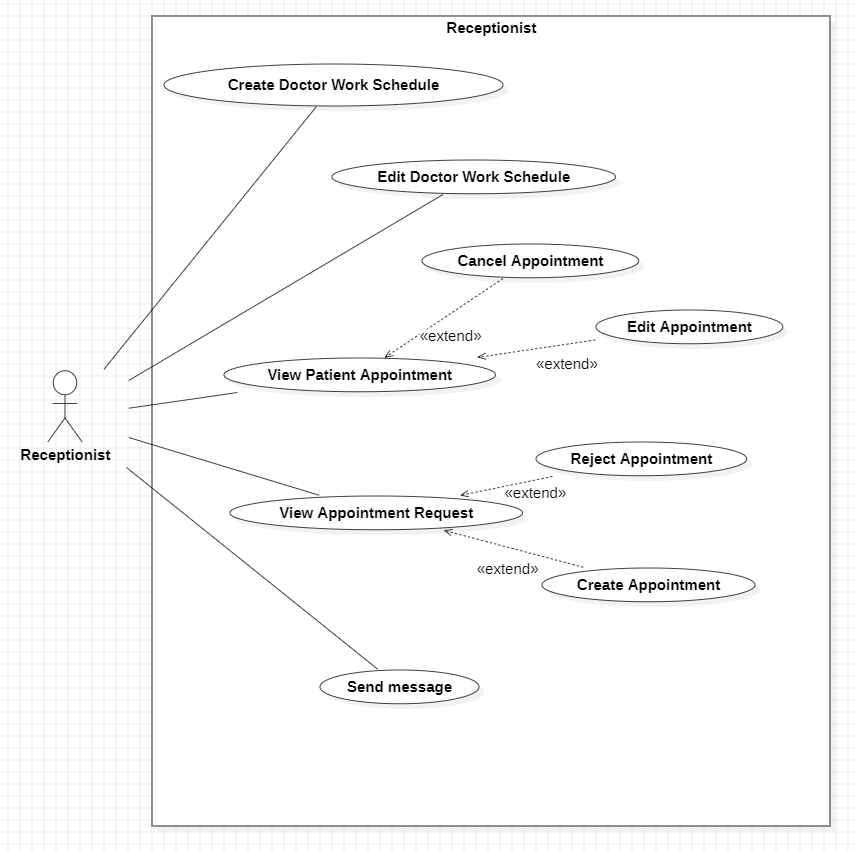 Receptionist
Create Doctor Work Schedule
Edit Doctor Work Schedule
Cancel Appointment
Edit Appointment
«extend»
«extend»
View Patient Appointment
Receptionist
Reject Appointment
«extend»
View Appointment Request
«extend»
Create Appointment
Send message